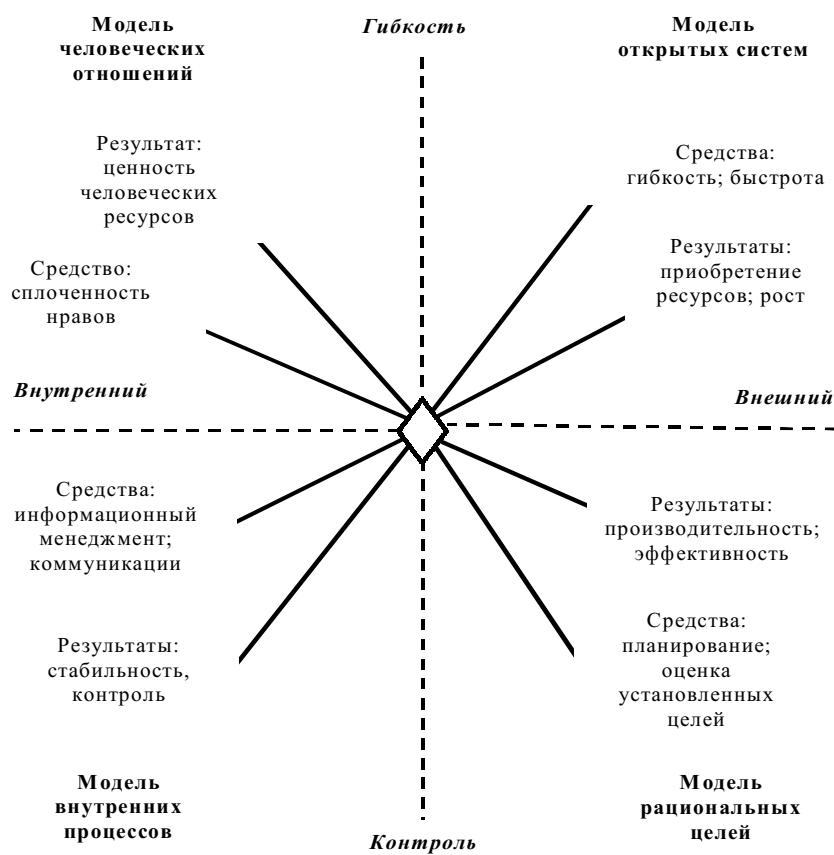 Модель
человеческих
отношений
Гибкость
Модель
открытых систем
Результат:
ценность
человеческих
ресурсов
Средства:
гибкость; быстрота
Средство:
сплоченность
нравов
Результаты:
приобретение
ресурсов; рост
Внутренний
Внешний
Средства:
информационный
менеджмент;
коммуникации
Результаты:
производительность;
эффективность
Результаты:
стабильность,
контроль
Средства:
планирование;
оценка
установленных
целей
Модель
внутренних
процессов
Контроль
Модель
рациональных
целей